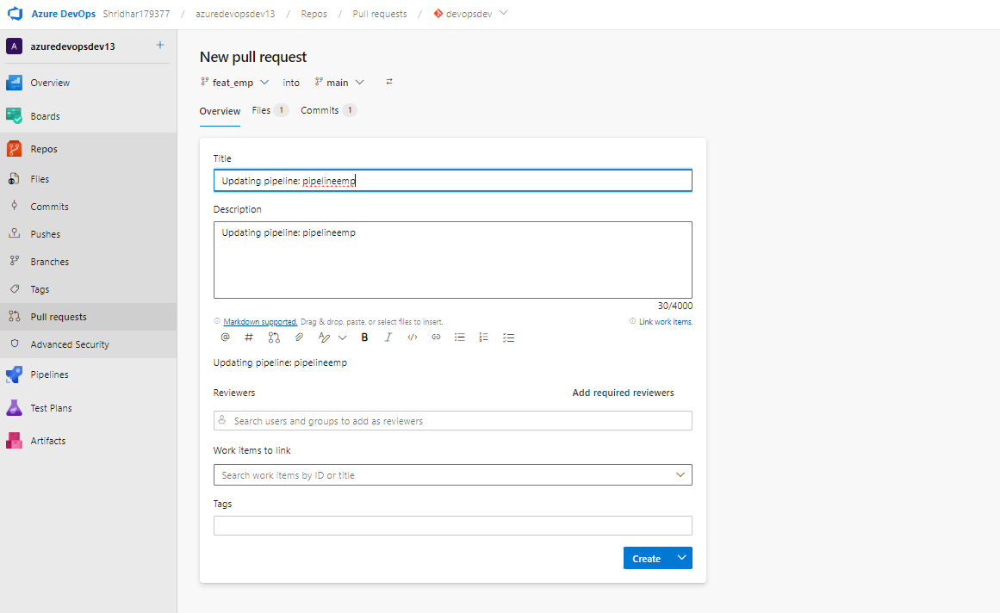 Azure DevOps Shridhar179377 / azuredevopsdev13 / Repos / Pull requests / devopsdev
A azuredevopsdev13 +
Overview
Boards
Repos
Files
Commits
Pushes
Branches
Tags
Pull requests
Advanced Security
Pipelines
Test Plans
Artifacts
New pull request
feat_emp into main
Overview Files 1 Commits 1
Title
Updating pipeline: pipelineemp
Description
Updating pipeline: pipelineemp
30/4000
Markdown supported. Drag & drop, paste, or select files to insert. Link work items.
@ # B I </>
Updating pipeline: pipelineemp
Reviewers Add required reviewers
Search users and groups to add as reviewers
Work items to link
Search work items by ID or title
Tags
Create